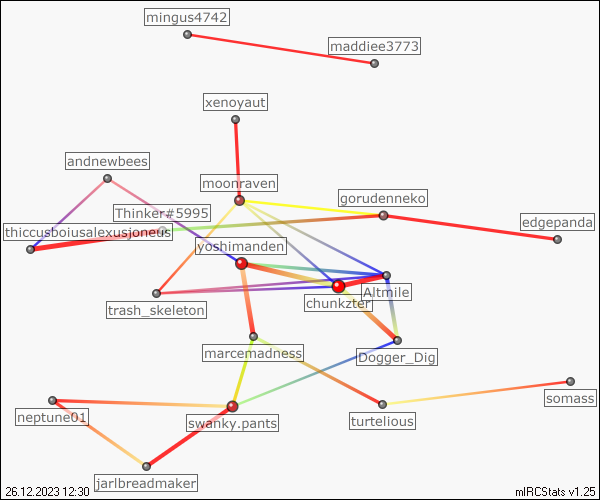 mingus4742
maddiee3773
xenoyaut
andnewbees
moonraven
gorudenneko
Thinker#5995
edgepanda
thiccusboiusalexusjoneus
yoshimanden
Altmile
chunkzter
trash_skeleton
marcemadness
Dogger_Dig
somass
neptune01
swanky.pants
turtelious
jarlbreadmaker
26.12.2023 12:30
mIRCStats v1.25